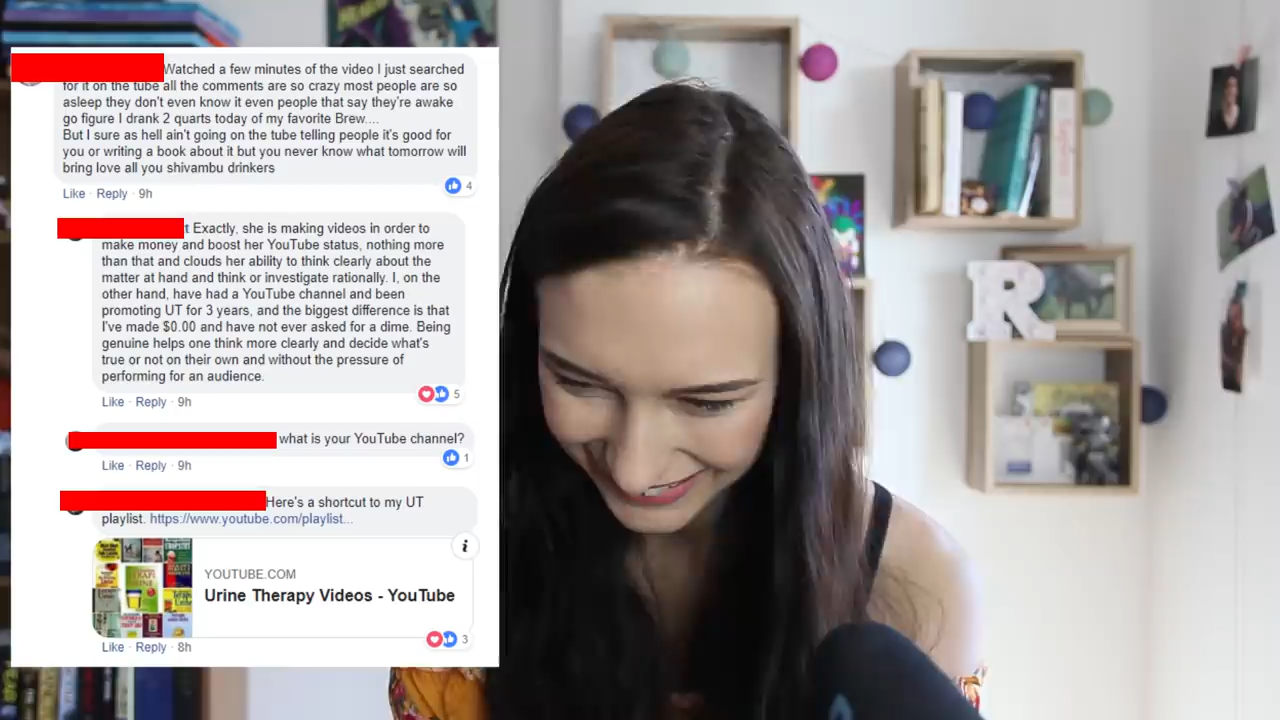 Watched a few minutes of the video I just searched
for it on the tube all the comments are so crazy most people are so
asleep they don't even know it even people that say they're awake
go figure I drank 2 quarts today of my favorite Brew....
But I sure as hell ain't going on the tube telling people it's good for
you or writing a book about it but you never know what tomorrow will
bring love all you shivambu drinkers
Like · Reply · 9h
4
t Exactly, she is making videos in order to
make money and boost her YouTube status, nothing more
than that and clouds her ability to think clearly about the
matter at hand and think or investigate rationally. I, on the
other hand, have had a YouTube channel and been
promoting UT for 3 years, and the biggest difference is that
I've made $0.00 and have not ever asked for a dime. Being
genuine helps one think more clearly and decide what's
true or not on their own and without the pressure of
performing for an audience.
5
Like · Reply · 9h
what is your YouTube channel?
1
Like · Reply · 9h
Here's a shortcut to my UT
playlist. https://www.youtube.com/playlist...
i
YOUTUBE.COM
Urine Therapy Videos - YouTube
3
Like · Reply · 8h
R